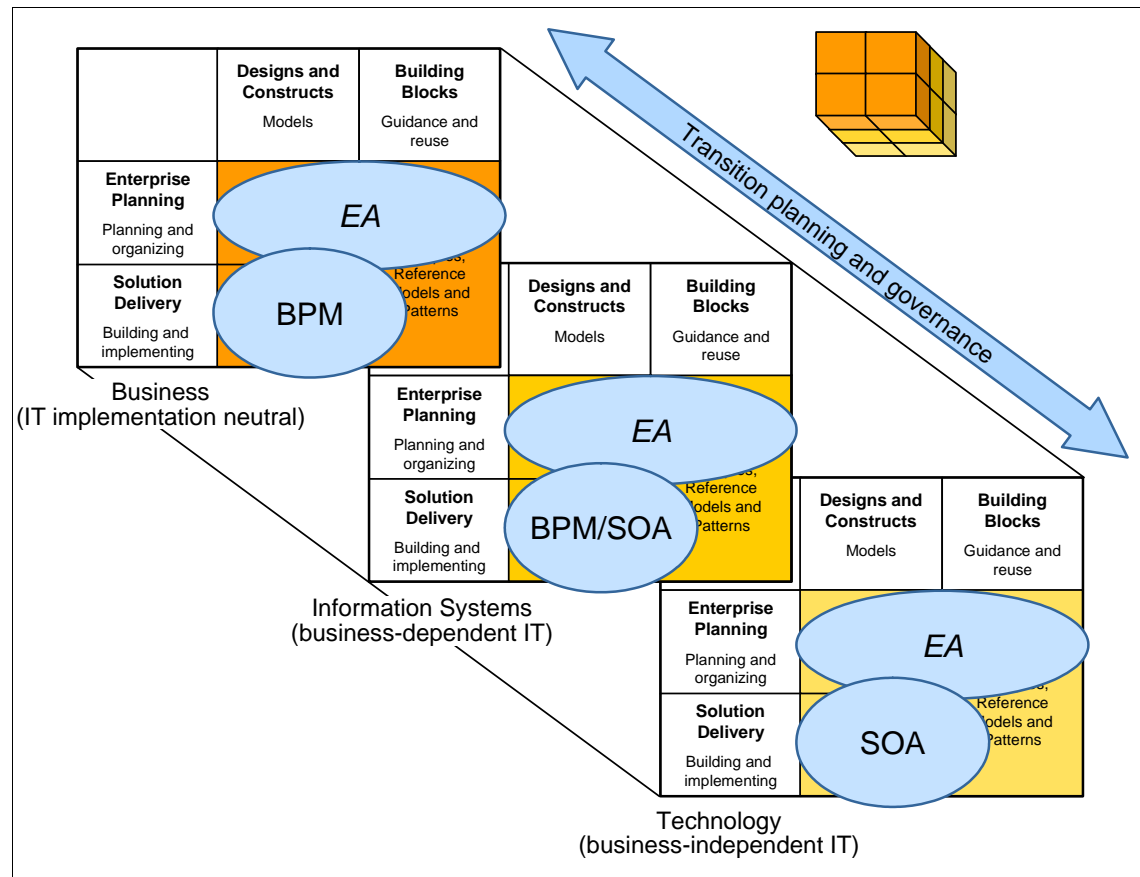 Designs and
Constructs
Models
Building
Blocks
Guidance and
reuse
Enterprise
Planning
Planning and
organizing
EA
Solution
Delivery
Building and
implementing
BPM
Reference
Models and
Patterns
Business
(IT implementation neutral)
Transition planning and governance
Designs and
Constructs
Models
Building
Blocks
Guidance and
reuse
Enterprise
Planning
Planning and
organizing
EA
Solution
Delivery
Building and
implementing
BPM/SOA
Reference
Models and
Patterns
Information Systems
(business-dependent IT)
Designs and
Constructs
Models
Building
Blocks
Guidance and
reuse
Enterprise
Planning
Planning and
organizing
EA
Solution
Delivery
Building and
implementing
SOA
Reference
Models and
Patterns
Technology
(business-independent IT)